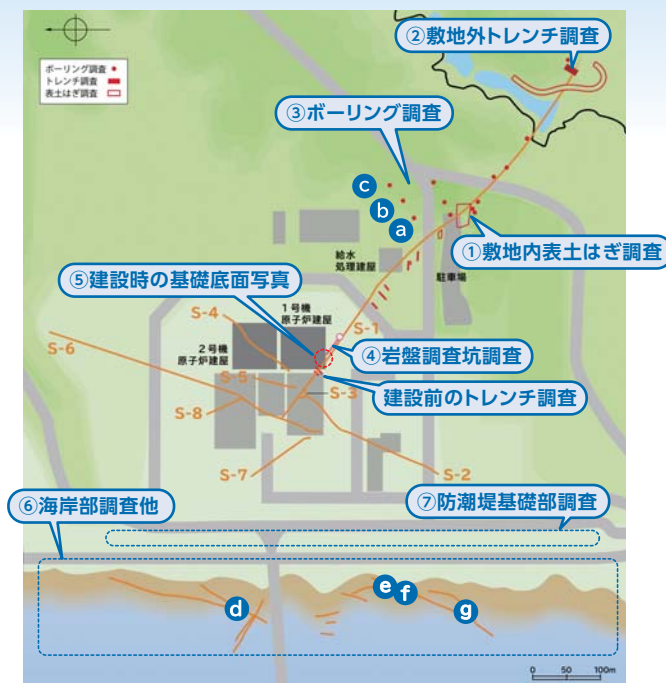 ②敷地外トレンチ調査
ボーリング調査
トレンチ調査
表土はぎ調査
③ボーリング調査
c
b
a
①敷地内表土はぎ調査
給水
処理建屋
駐車場
⑤建設時の基礎底面写真
S-4
1号機
原子炉建屋
S-1
S-6
2号機
原子炉建屋
④岩盤調査坑調査
S-5
S-3
建設前のトレンチ調査
S-8
S-7
S-2
⑥海岸部調査他
⑦防潮堤基礎部調査
d
e
f
g
0 50 100m